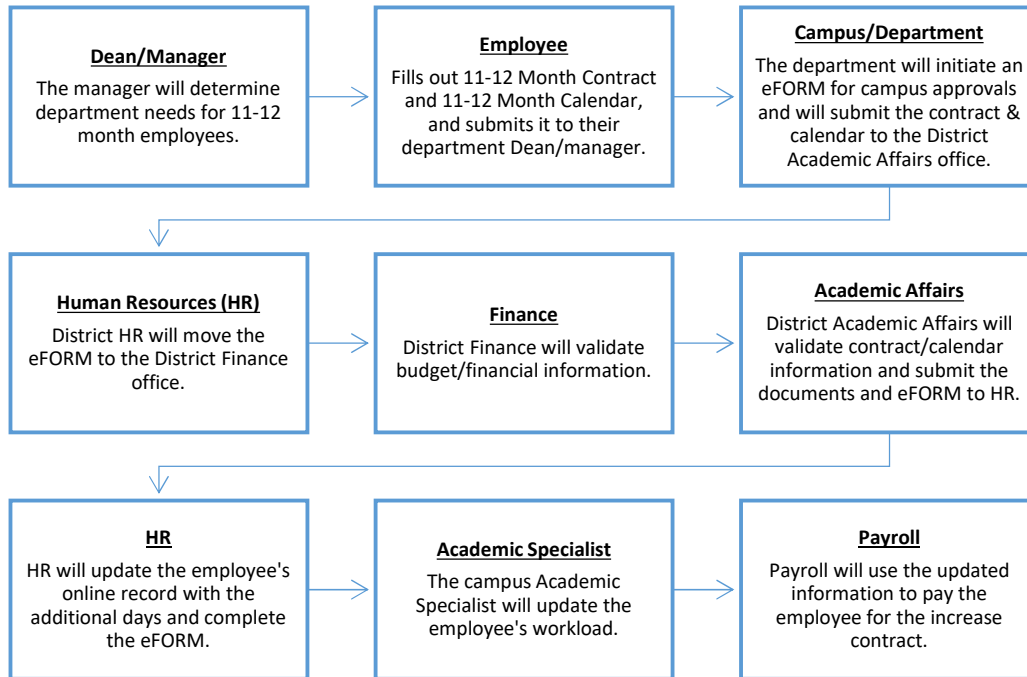 Dean/Manager
The manager will determine
department needs for 11-12
month employees.
Employee
Fills out 11-12 Month Contract
and 11-12 Month Calendar,
and submits it to their
department Dean/manager.
Campus/Department
The department will initiate an
eFORM for campus approvals
and will submit the contract &
calendar to the District
Academic Affairs office.
Human Resources (HR)
District HR will move the
eFORM to the District Finance
office.
Finance
District Finance will validate
budget/financial information.
Academic Affairs
District Academic Affairs will
validate contract/calendar
information and submit the
documents and eFORM to HR.
HR
HR will update the employee's
online record with the
additional days and complete
the eFORM.
Academic Specialist
The campus Academic
Specialist will update the
employee's workload.
Payroll
Payroll will use the updated
information to pay the
employee for the increase
contract.